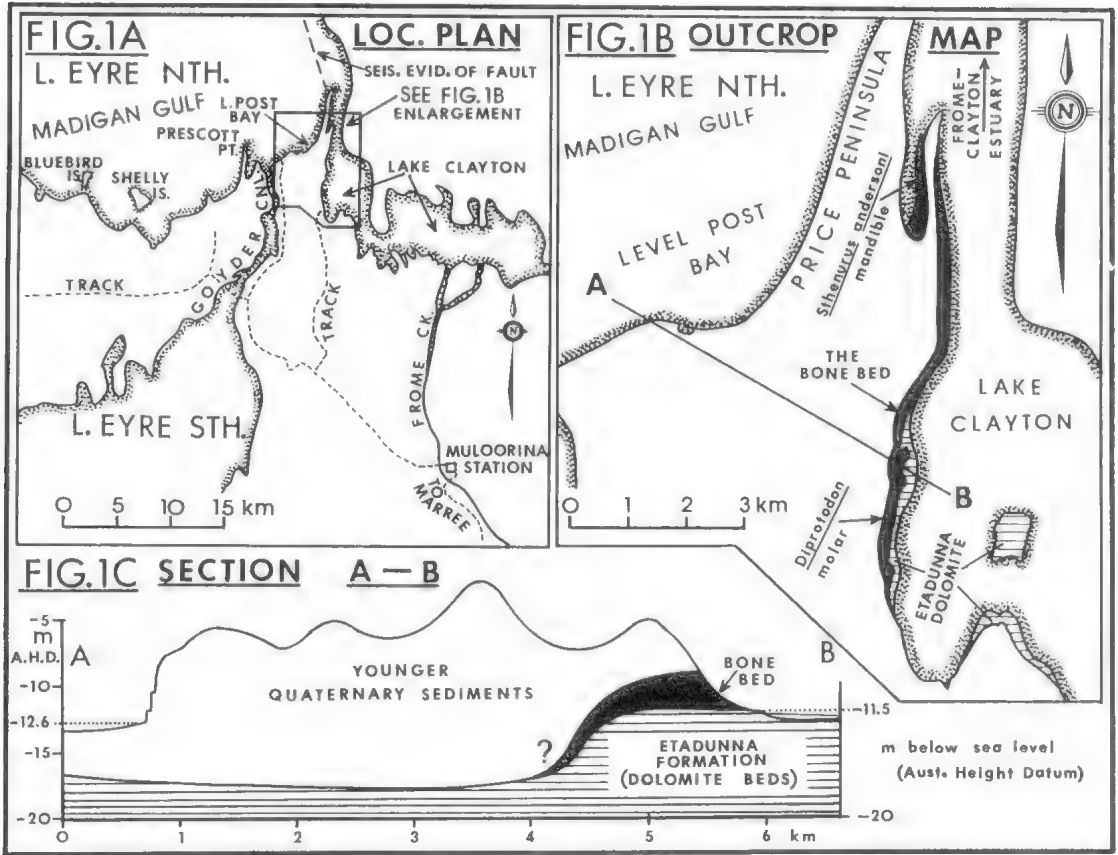 FIG.1A
LOC. PLAN
L. EYRE NTH.
SEIS. EVID. OF FAULT
MADIGAN GULF
L. POST
BAY
SEE FIG. 1B
ENLARGEMENT
PRESCOTT
PT.
BLUEBIRD
IS.
SHELLY
IS.
LAKE CLAYTON
GOYDER CNL.
TRACK
TRACK
FROME CK
N
L. EYRE STH.
MULOORINA
STATION
TO
MARREE
0 5 10 15 km
FIG.1B OUTCROP MAP
L. EYRE NTH.
MADIGAN GULF
PRICE PENINSULA
FROME-
CLAYTON
ESTUARY
N
LEVEL POST
BAY
Sthenurus andersoni
mandible
A
THE
BONE BED
LAKE
CLAYTON
B
Diprotodon
molar
ETADUNNA
DOLOMITE
0 1 2 3 km
FIG.1C SECTION A — B
-5
m
A.H.D.
A
-10
-12.6
-15
-20
YOUNGER
QUATERNARY SEDIMENTS
BONE
BED
B
?
ETADUNNA
FORMATION
(DOLOMITE BEDS)
-11.5
m below sea level
(Aust. Height Datum)
-20
0 1 2 3 4 5 6 km